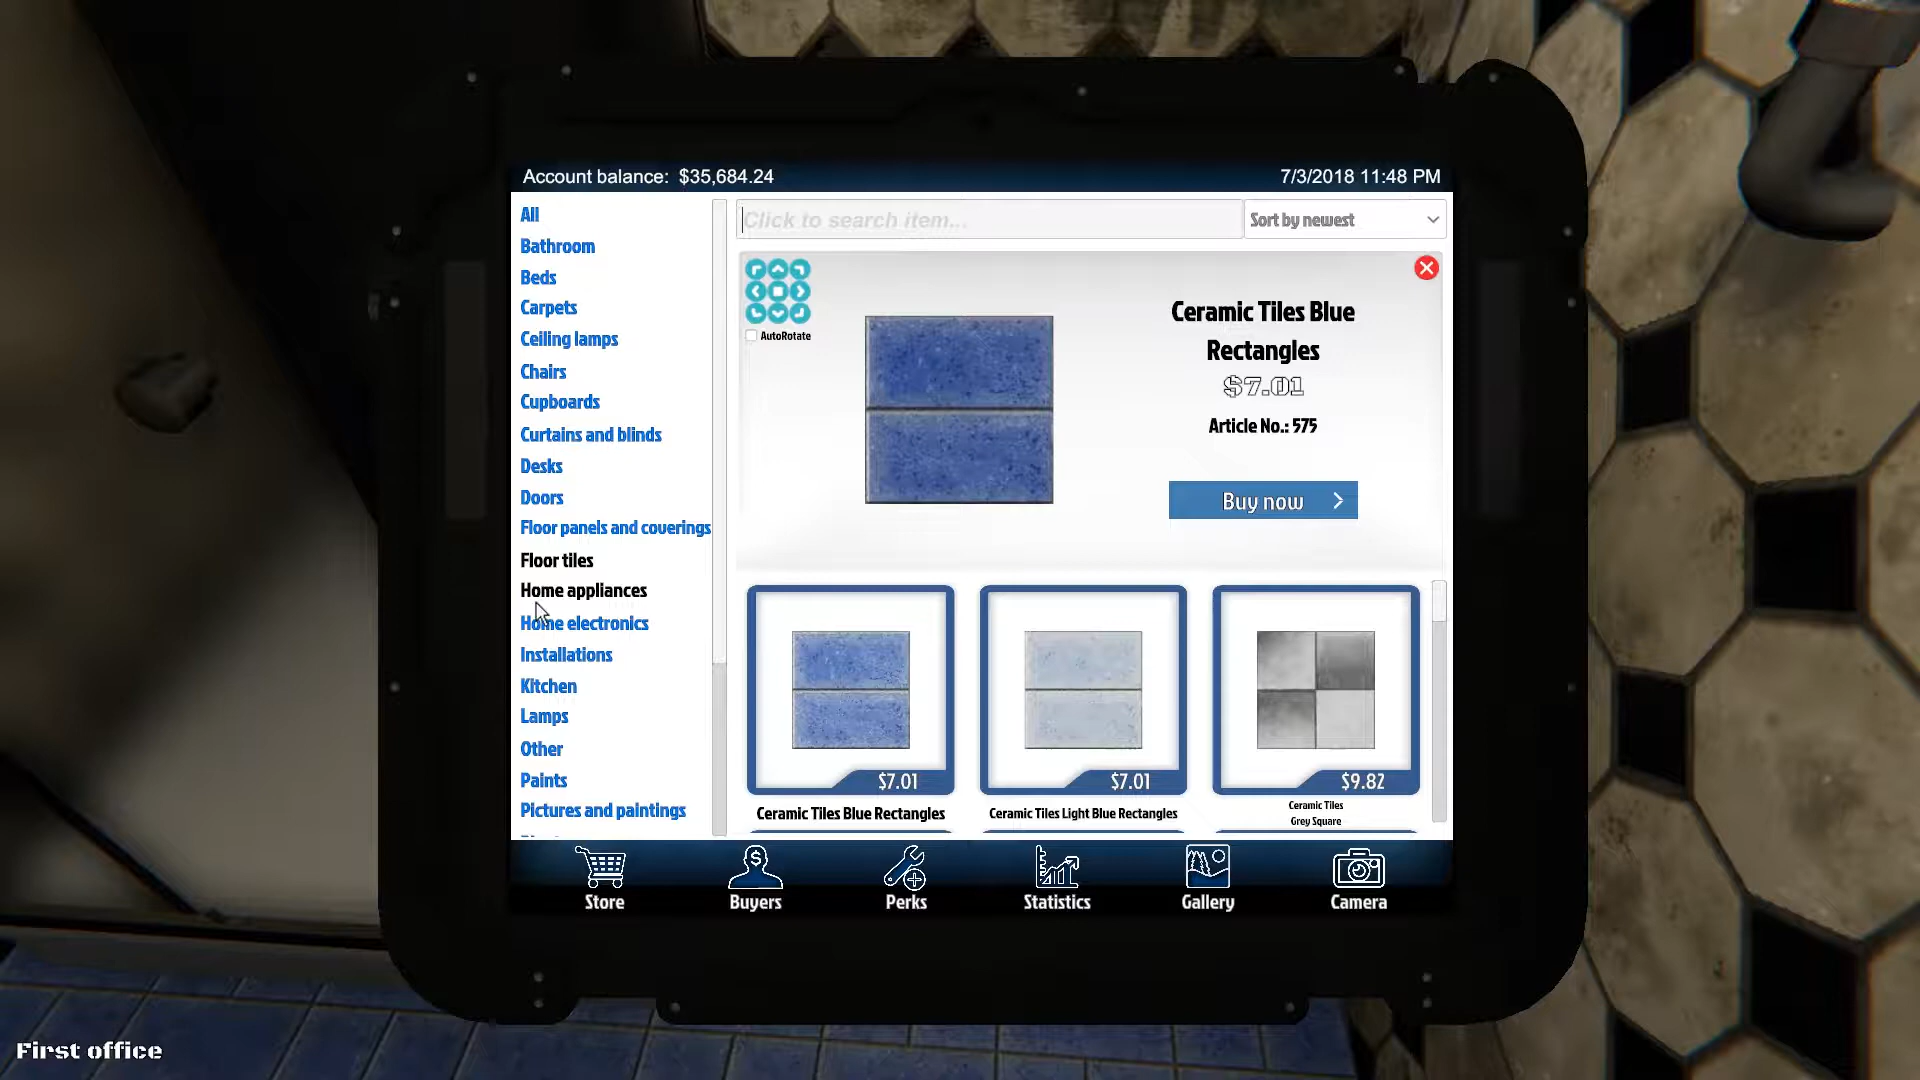 Account balance: $35,684.24
7/3/2018 11:48 PM
All
Bathroom
Beds
Carpets
Ceiling lamps
Chairs
Cupboards
Curtains and blinds
Desks
Doors
Floor panels and coverings
Floor tiles
Home appliances
Home electronics
Installations
Kitchen
Lamps
Other
Paints
Pictures and paintings
Click to search item...
Sort by newest
AutoRotate
Ceramic Tiles Blue
Rectangles
$7.01
Article No.: 575
Buy now
$7.01
Ceramic Tiles Blue Rectangles
$7.01
Ceramic Tiles Light Blue Rectangles
$9.82
Ceramic Tiles
Grey Square
Store
Buyers
Perks
Statistics
Gallery
Camera
First office